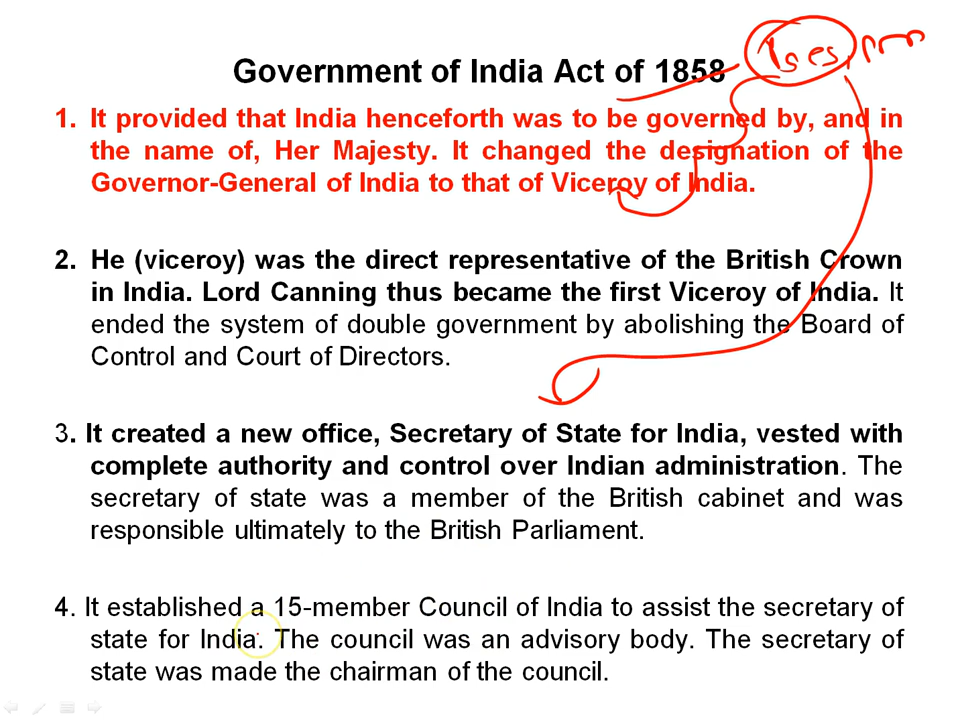 Government of India Act of 1858
1. It provided that India henceforth was to be governed by, and in
the name of, Her Majesty. It changed the designation of the
Governor-General of India to that of Viceroy of India.
2. He (viceroy) was the direct representative of the British Crown
in India. Lord Canning thus became the first Viceroy of India. It
ended the system of double government by abolishing the Board of
Control and Court of Directors.
3. It created a new office, Secretary of State for India, vested with
complete authority and control over Indian administration. The
secretary of state was a member of the British cabinet and was
responsible ultimately to the British Parliament.
4. It established a 15-member Council of India to assist the secretary of
state for India. The council was an advisory body. The secretary of
state was made the chairman of the council.